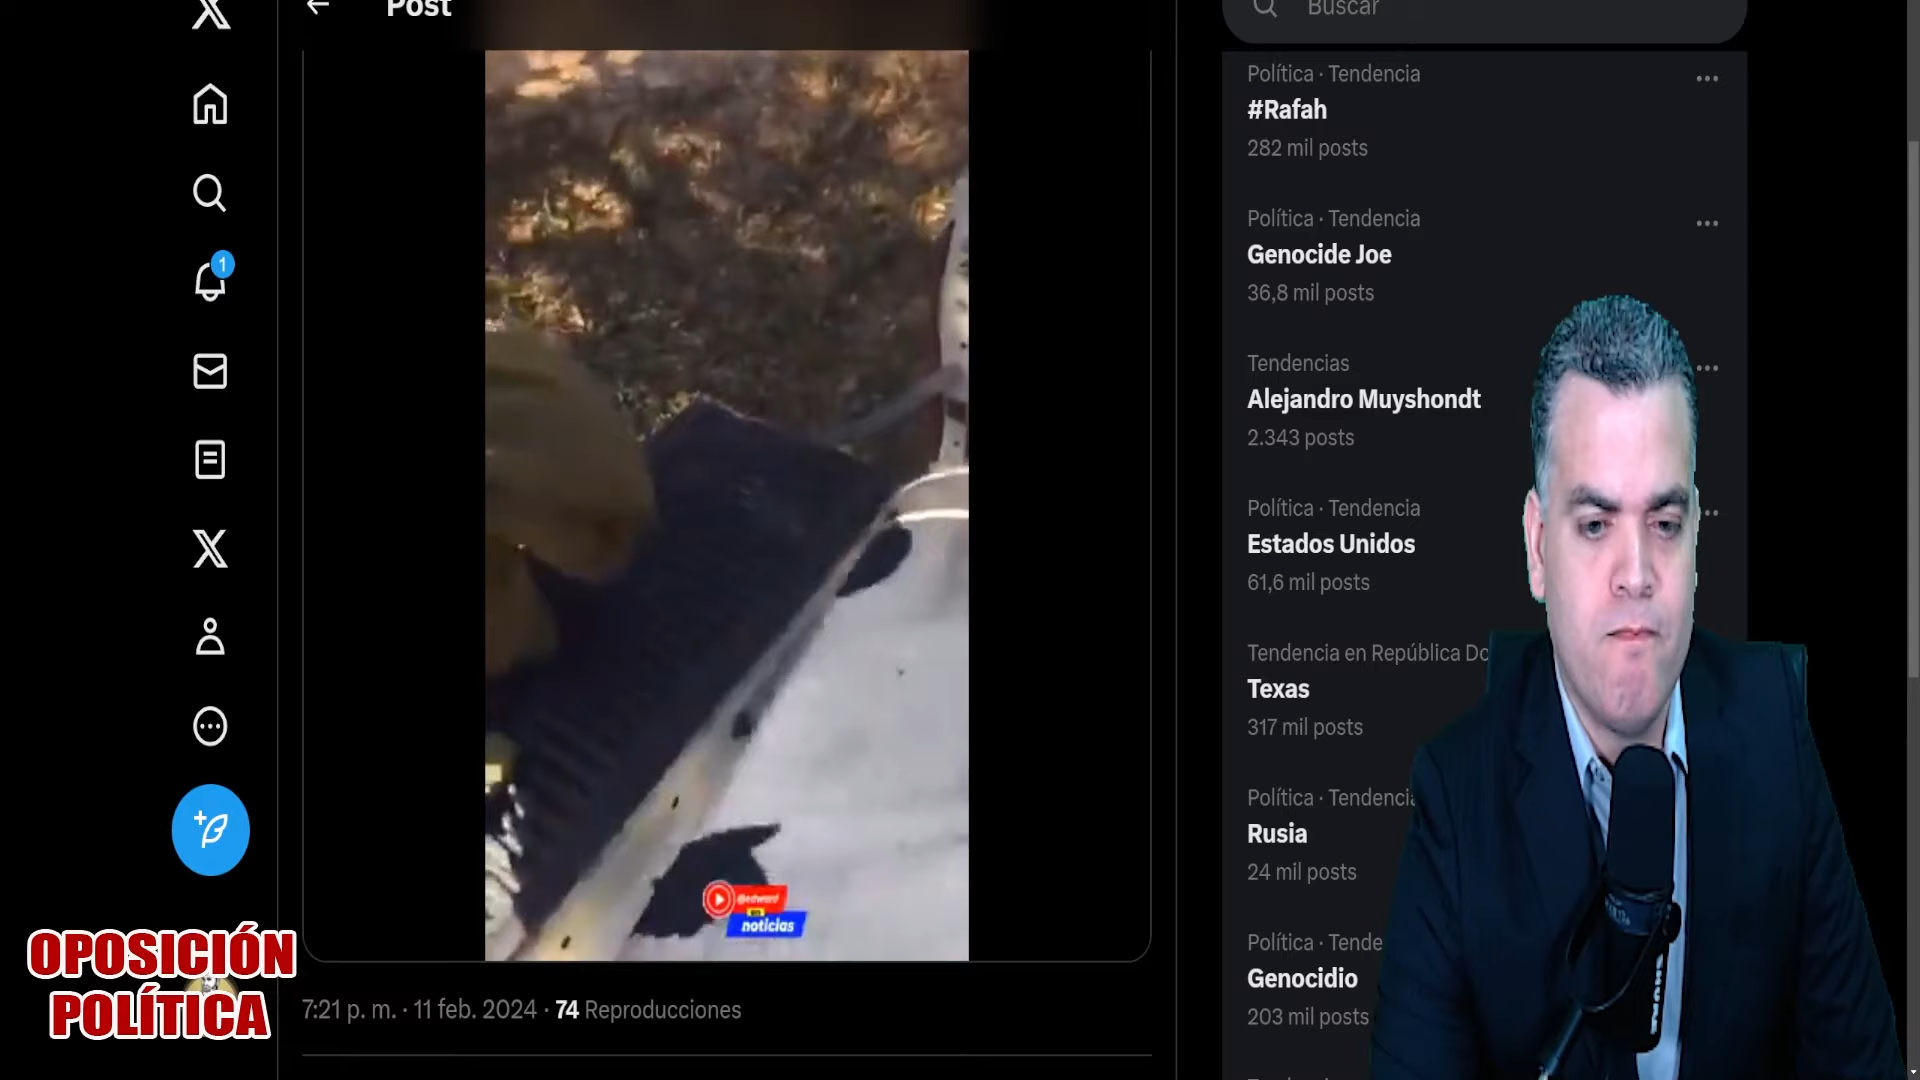 Post
1
@edward
noticias
7:21 p. m. · 11 feb. 2024 · 74 Reproducciones
OPOSICIÓN
POLÍTICA
Buscar
Política · Tendencia
#Rafah
282 mil posts
Política · Tendencia
Genocide Joe
36,8 mil posts
Tendencias
Alejandro Muyshondt
2.343 posts
Política · Tendencia
Estados Unidos
61,6 mil posts
Tendencia en República Do
Texas
317 mil posts
Política · Tendencia
Rusia
24 mil posts
Política · Tende
Genocidio
203 mil posts